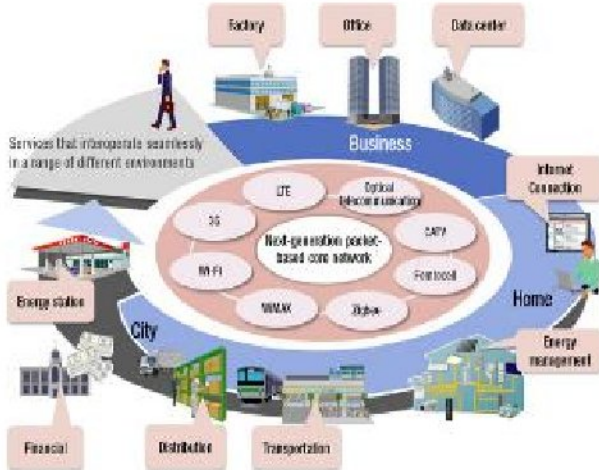 Factory
Office
Data center
Services that interoperate seamlessly
in a range of different environments
Business
Internet
Connection
LTE
Optical
telecommunication
3G
CATV
Next-generation packet-
based core network
Wi-Fi
Femtocell
WiMAX
Zigbee
Energy station
Home
City
Energy
management
Financial
Distribution
Transportation